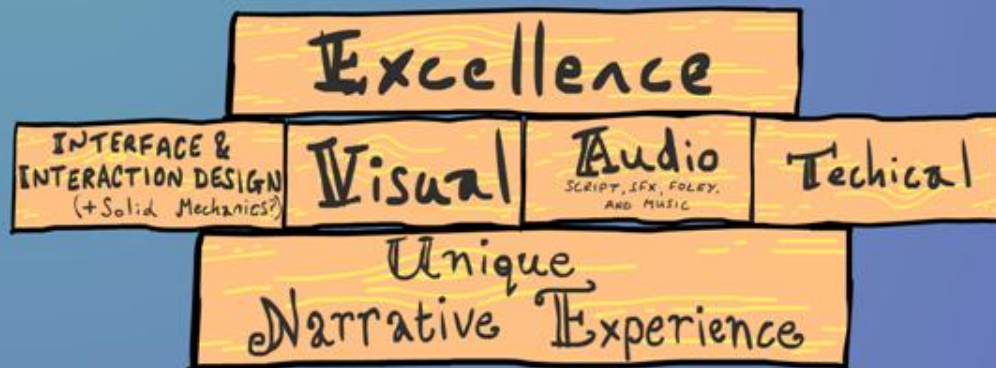 Excellence
INTERFACE &
INTERACTION DESIGN
(+Solid Mechanics?)
Visual
Audio
SCRIPT, SFX, FOLEY,
AND MUSIC
Techical
Unique
Narrative Experience